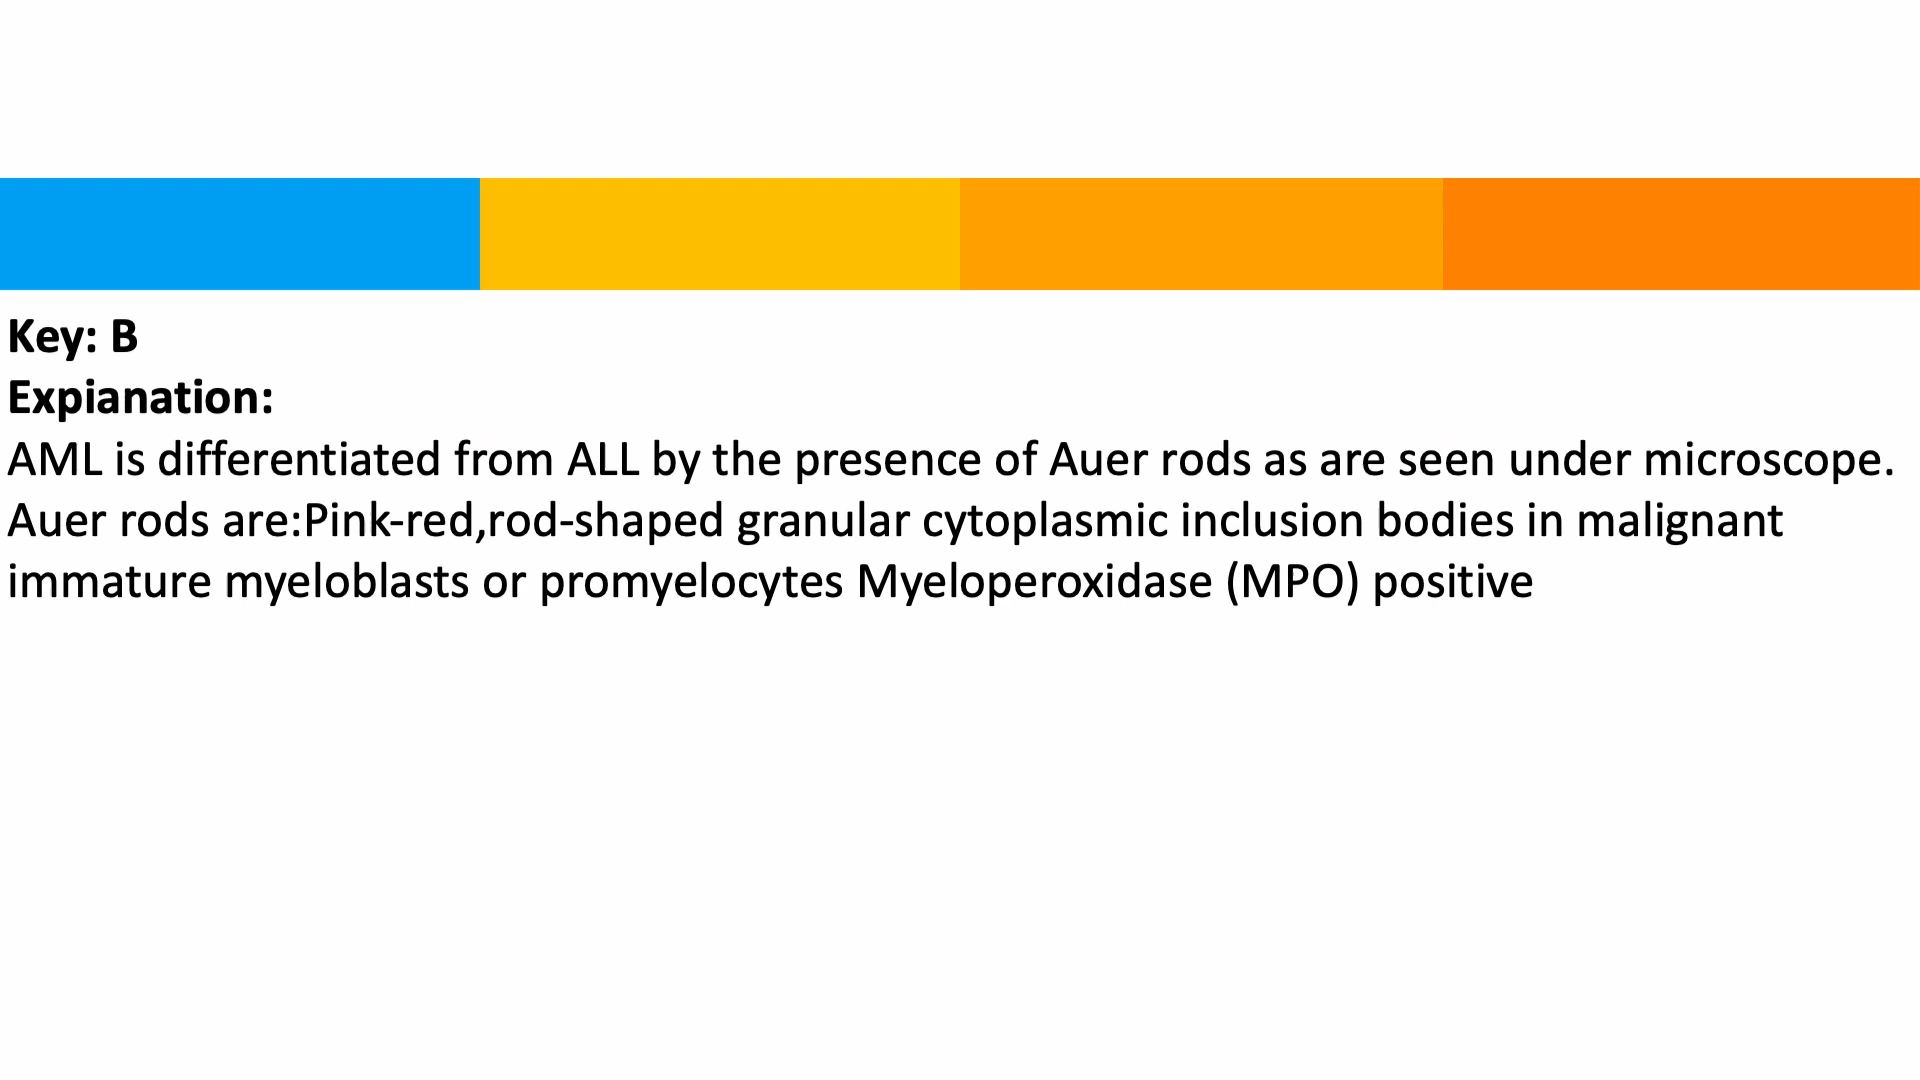 Key: B
Expianation:
AML is differentiated from ALL by the presence of Auer rods as are seen under microscope.
Auer rods are:Pink-red,rod-shaped granular cytoplasmic inclusion bodies in malignant
immature myeloblasts or promyelocytes Myeloperoxidase (MPO) positive